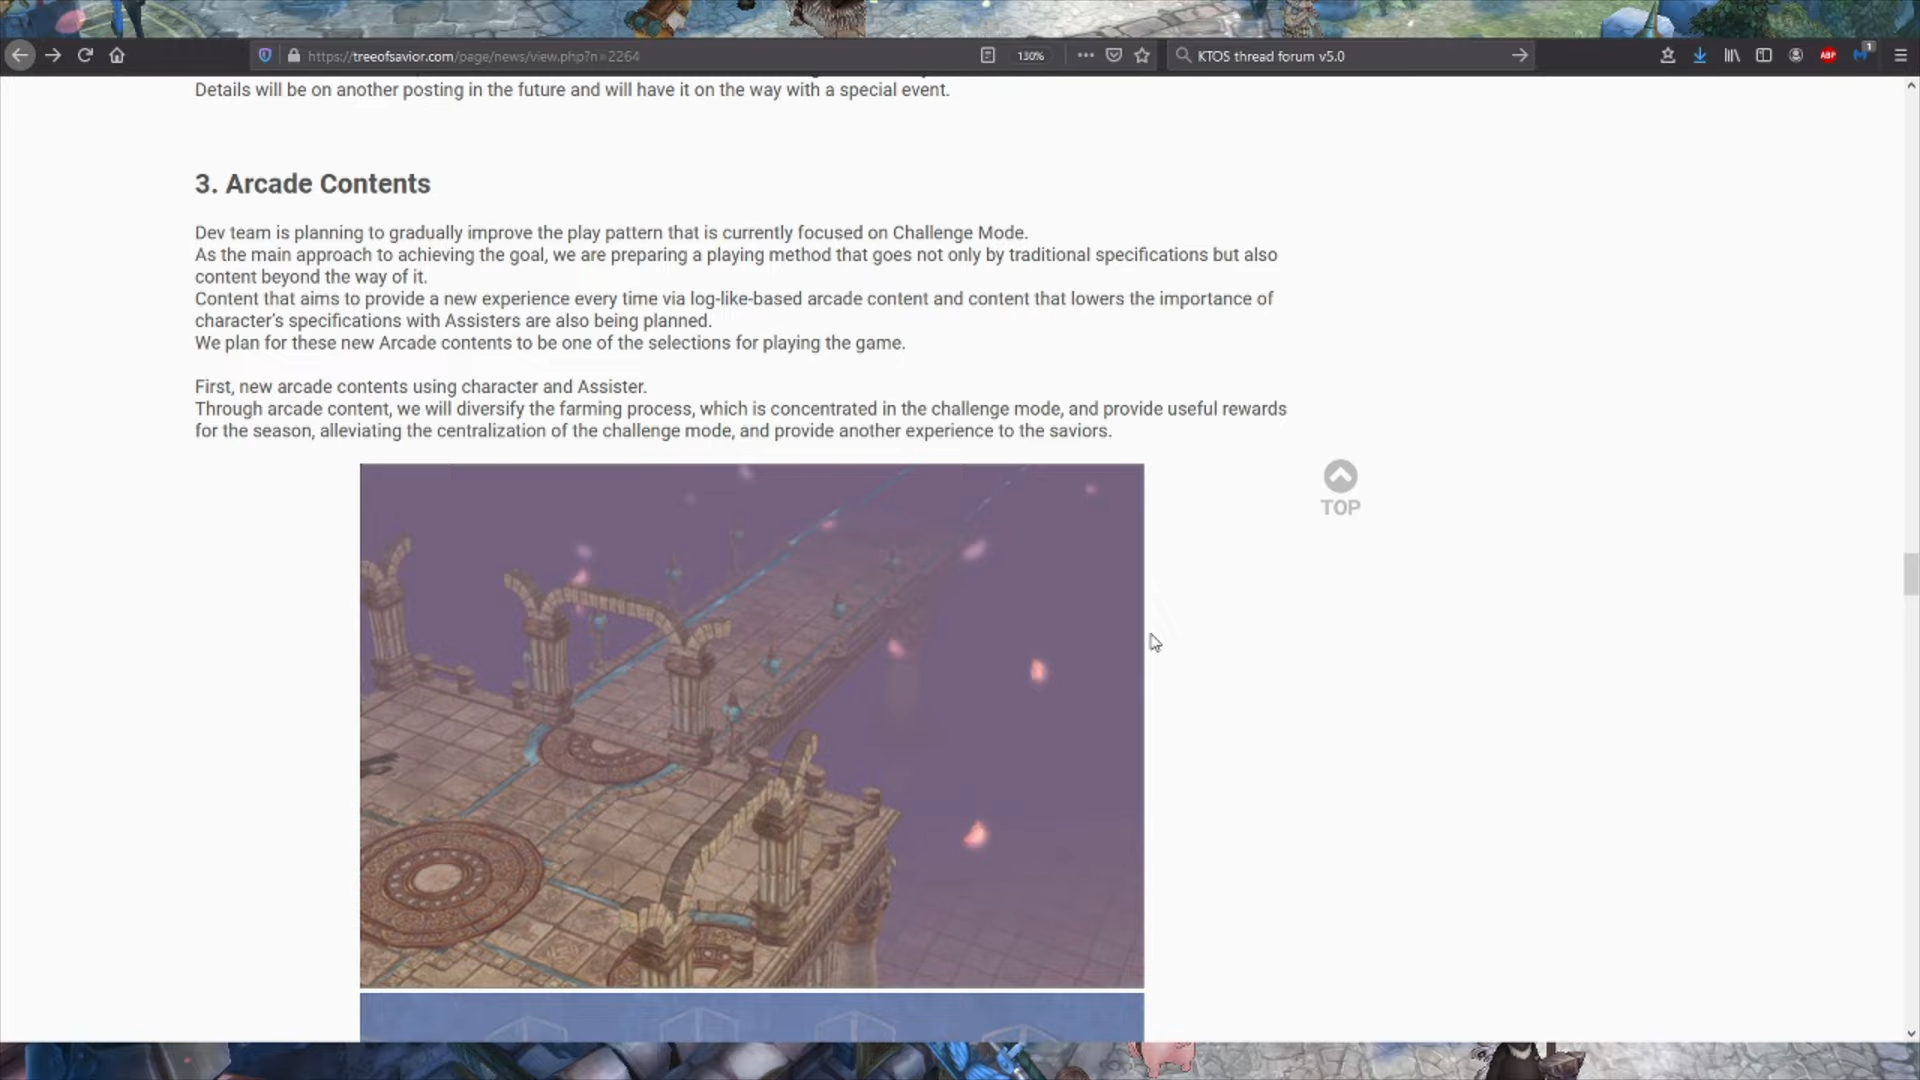 https://treeofsavior.com/page/news/view.php?n=2264
130%
KTOS thread forum v5.0
ABP
1
Details will be on another posting in the future and will have it on the way with a special event.
3. Arcade Contents
Dev team is planning to gradually improve the play pattern that is currently focused on Challenge Mode.
As the main approach to achieving the goal, we are preparing a playing method that goes not only by traditional specifications but also
content beyond the way of it.
Content that aims to provide a new experience every time via log-like-based arcade content and content that lowers the importance of
character's specifications with Assisters are also being planned.
We plan for these new Arcade contents to be one of the selections for playing the game.
First, new arcade contents using character and Assister.
Through arcade content, we will diversify the farming process, which is concentrated in the challenge mode, and provide useful rewards
for the season, alleviating the centralization of the challenge mode, and provide another experience to the saviors.
TOP